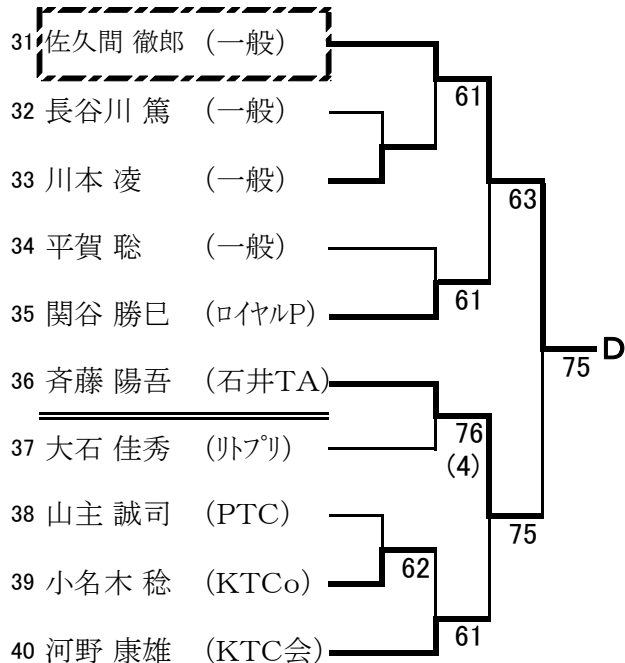 31 佐久間 徹郎 (一般)
61
32 長谷川 篤 (一般)
33 川本 凌 (一般)
63
34 平賀 聡 (一般)
61
35 関谷 勝巳 (ロイヤルP)
75 D
36 斉藤 陽吾 (石井TA)
76
(4)
37 大石 佳秀 (リトプリ)
38 山主 誠司 (PTC)
75
62
39 小名木 稔 (KTCo)
61
40 河野 康雄 (KTC会)